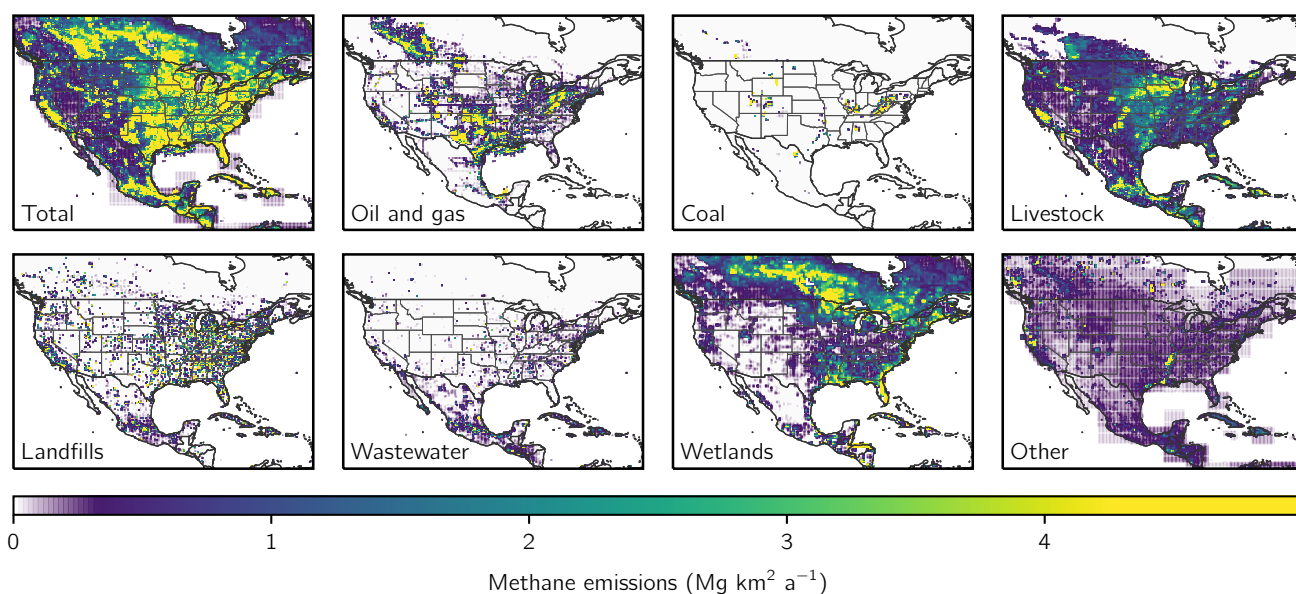 Total
Oil and gas
Coal
Livestock
Landfills
Wastewater
Wetlands
Other
0 1 2 3 4
Methane emissions (Mg km² a⁻¹)